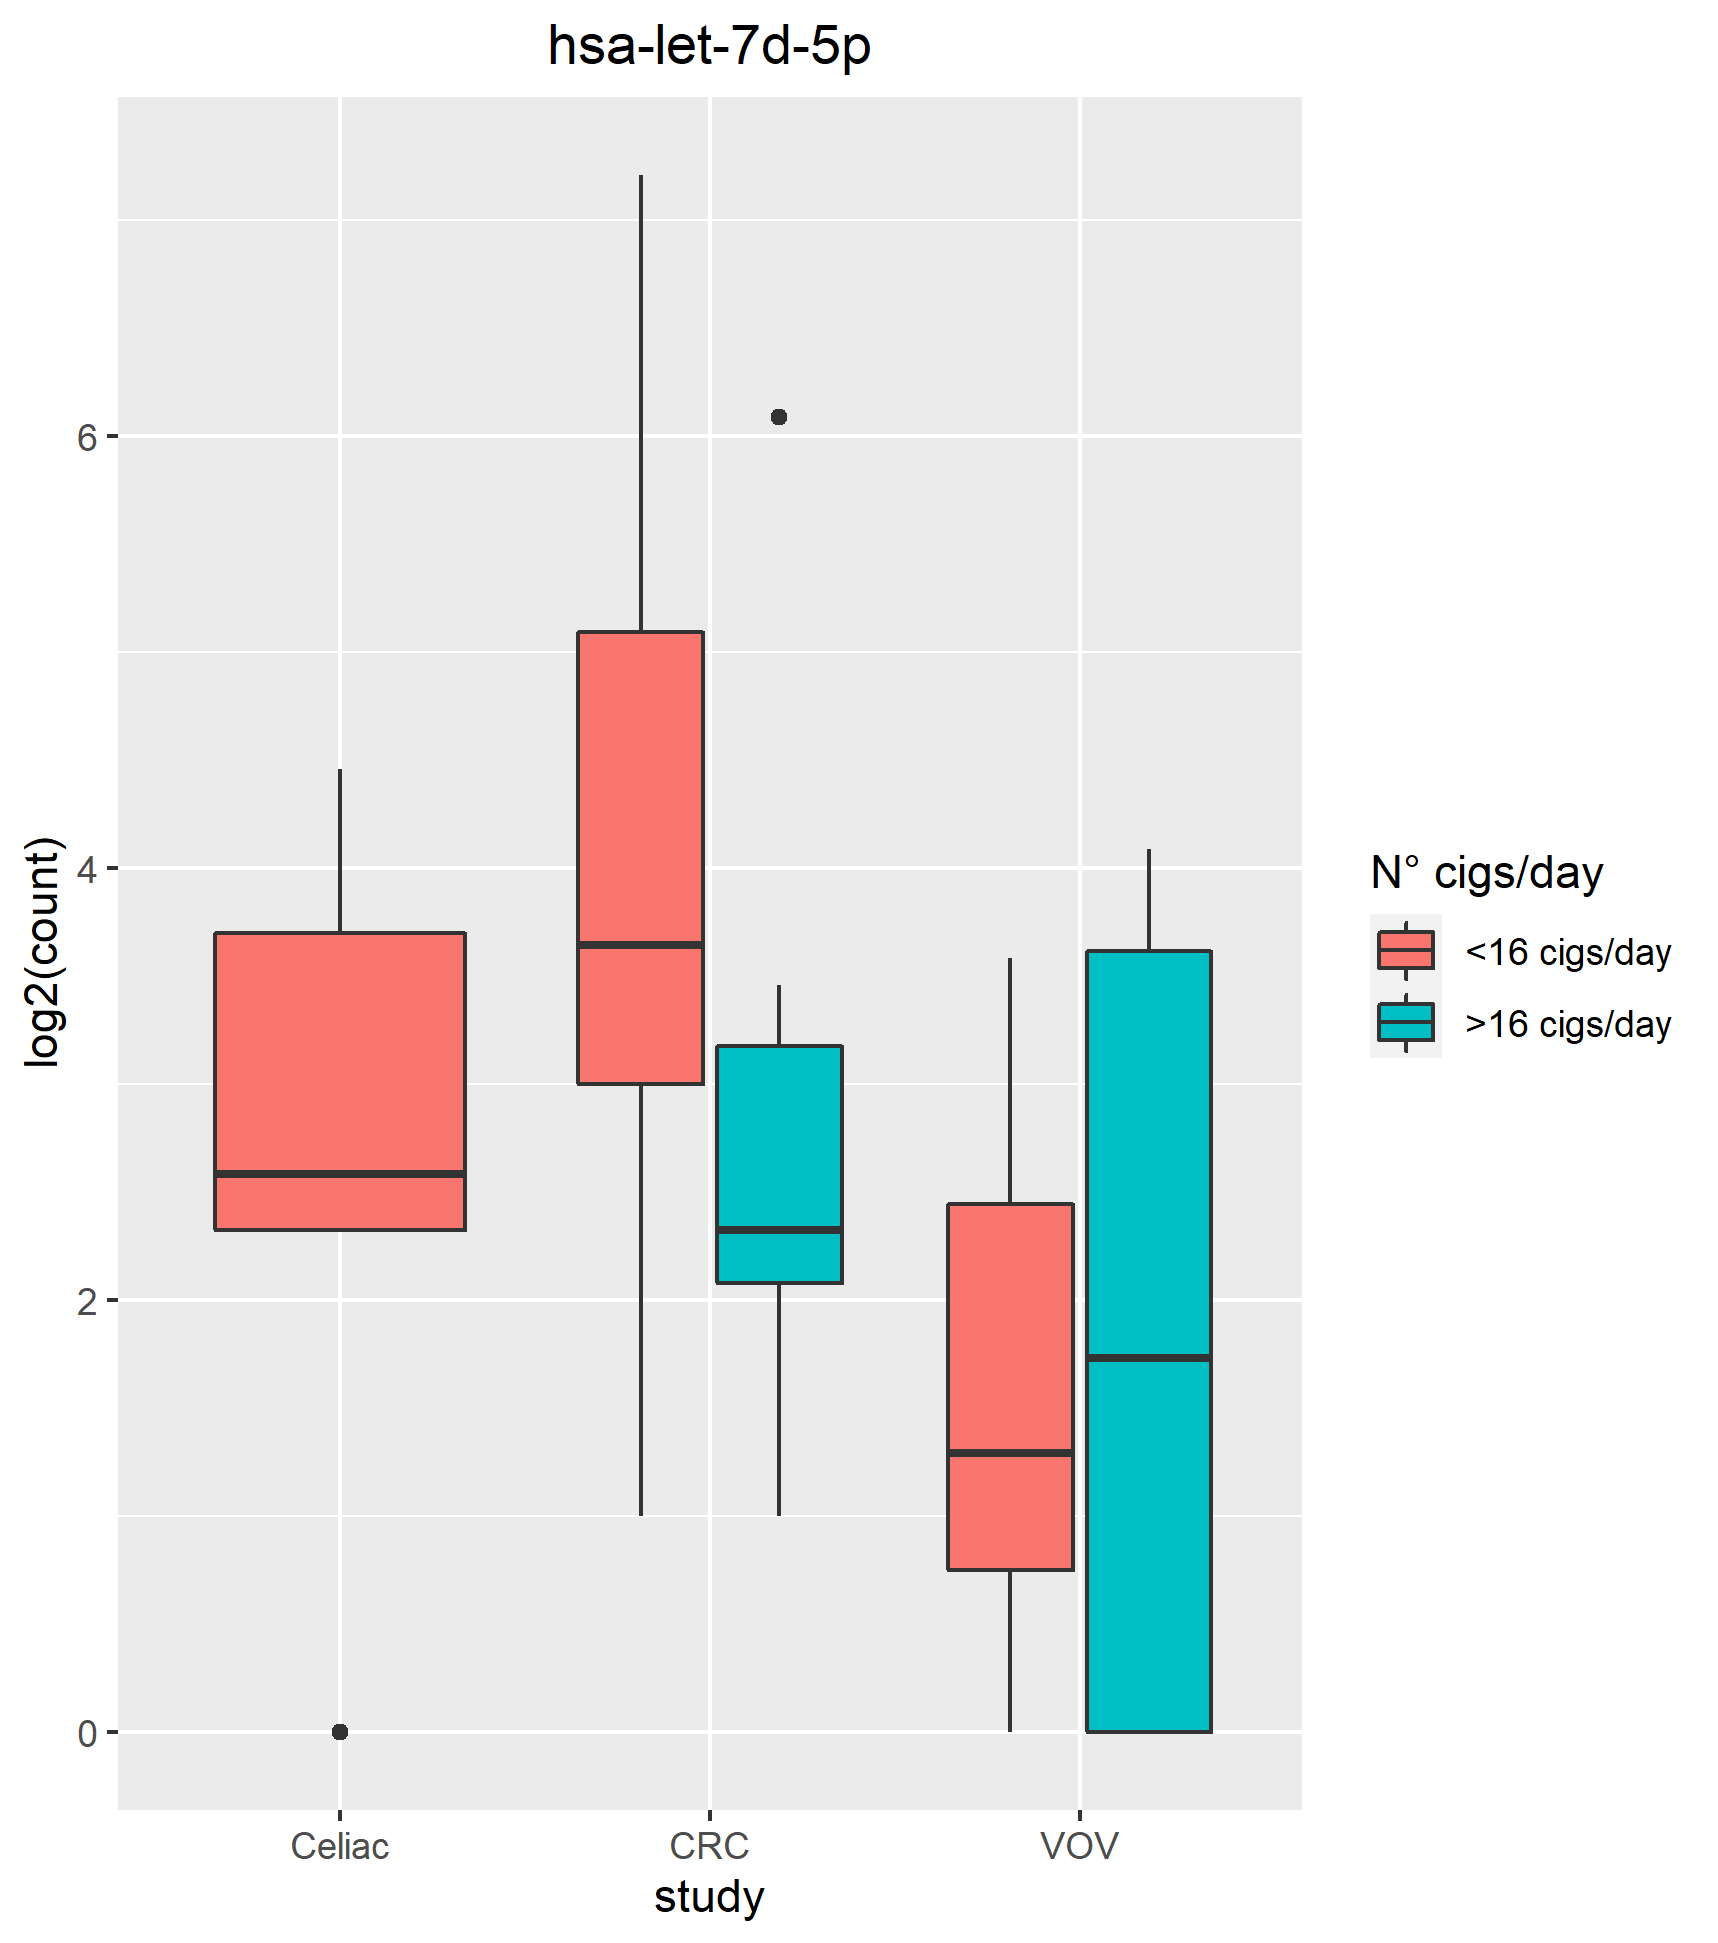 hsa-let-7d-5p
log2(count)
6
4
2
0
Celiac
CRC
VOV
study
N° cigs/day
<16 cigs/day
>16 cigs/day